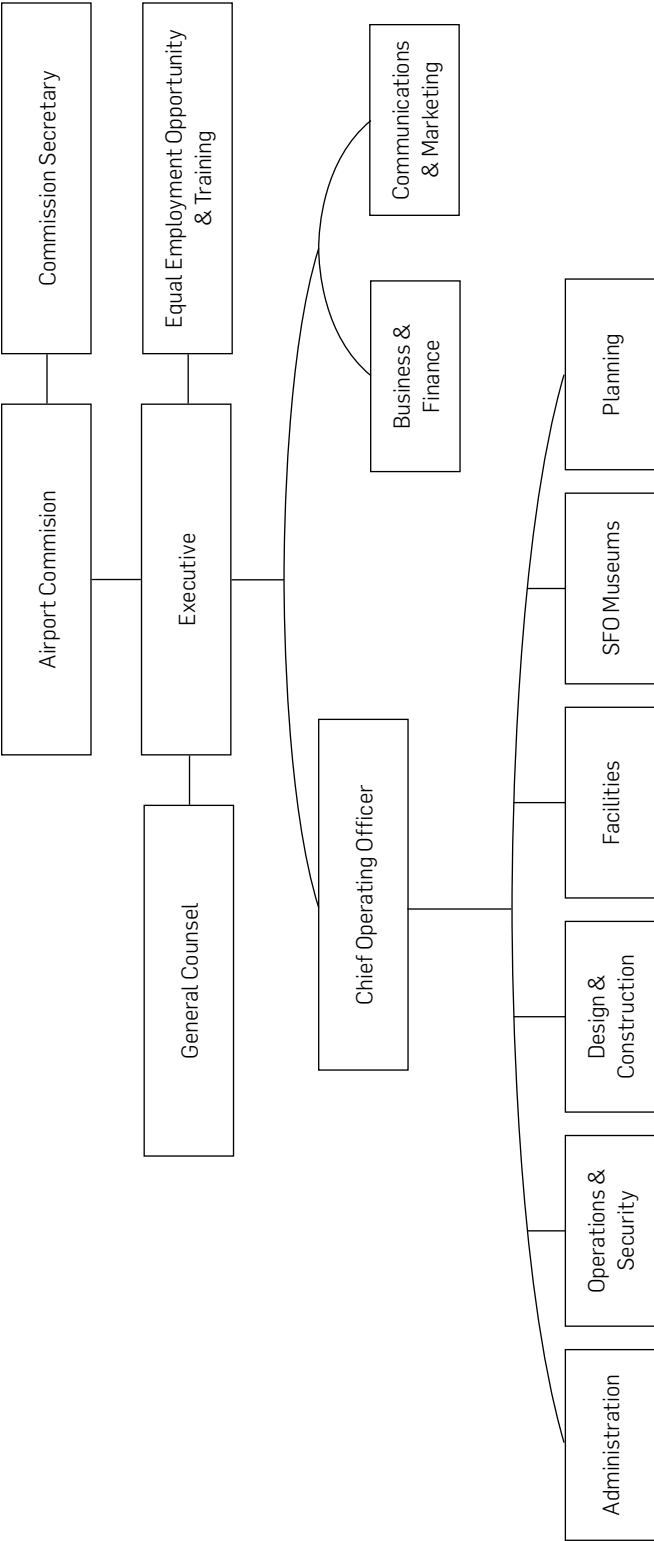 Airport Commision
Commission Secretary
General Counsel
Executive
Equal Employment Opportunity
& Training
Chief Operating Officer
Business &
Finance
Communications
& Marketing
Administration
Operations &
Security
Design &
Construction
Facilities
SFO Museums
Planning